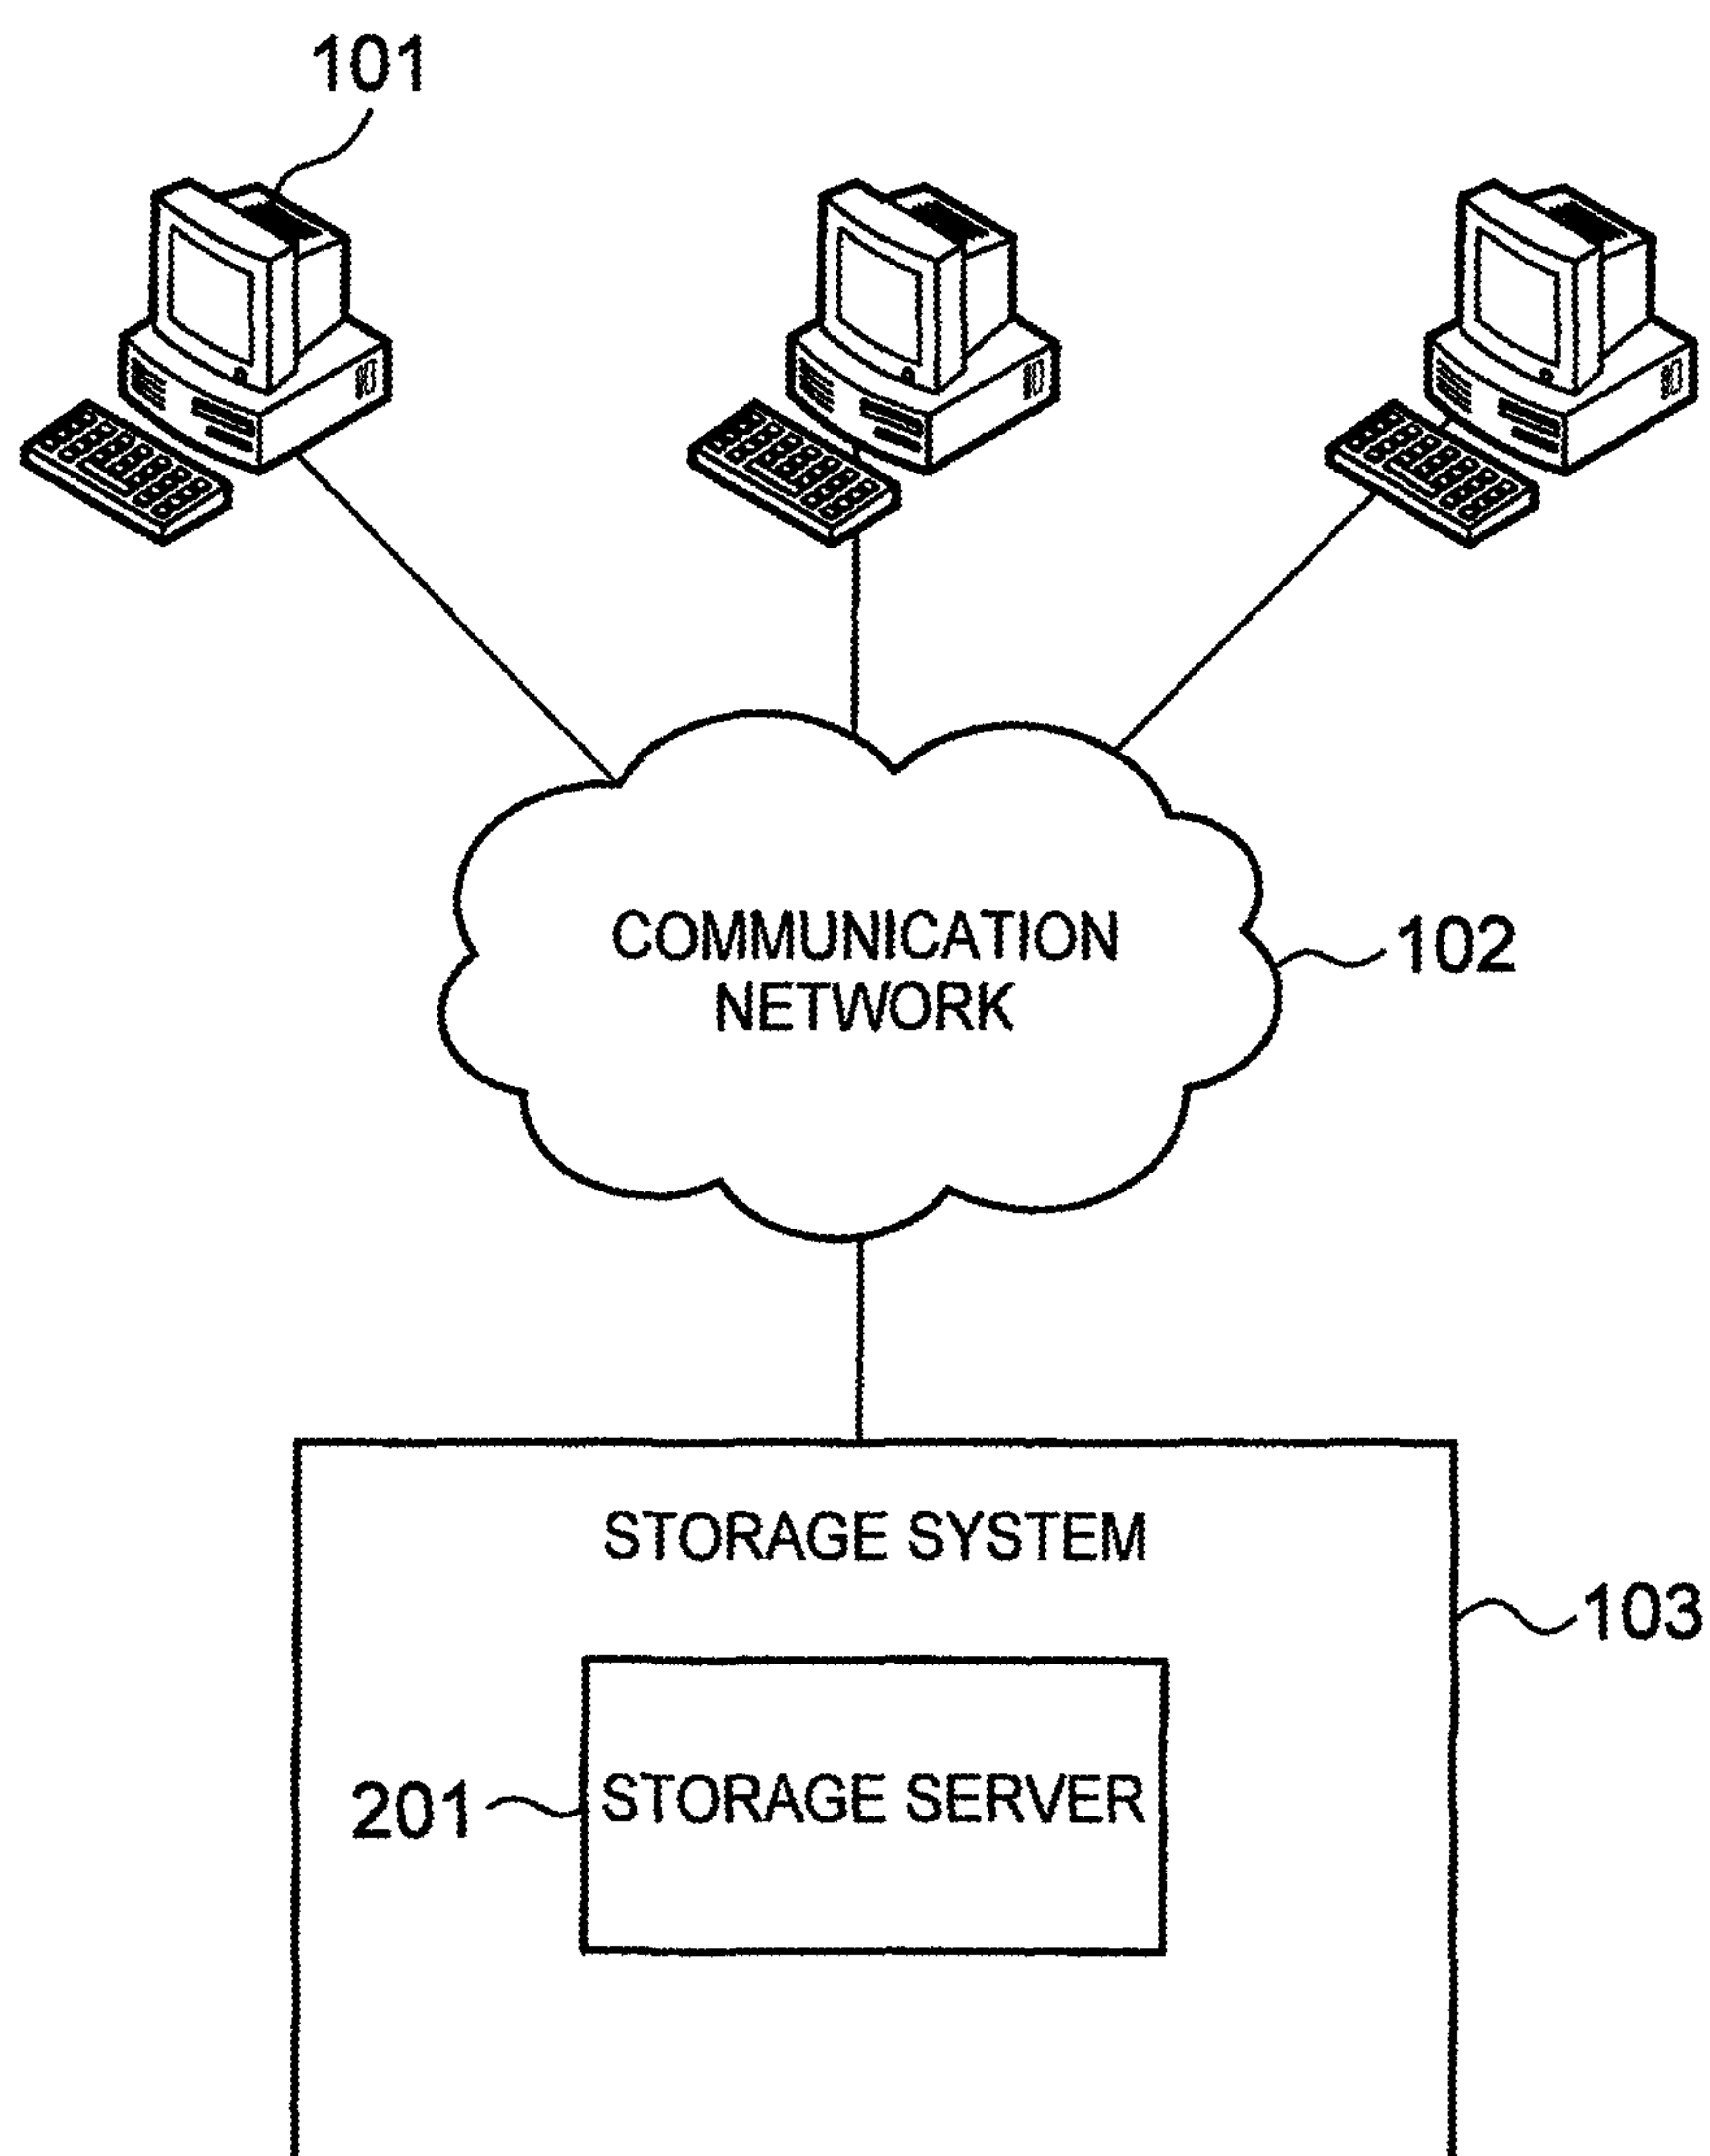 101
COMMUNICATION
NETWORK
102
STORAGE SYSTEM
103
201
STORAGE SERVER